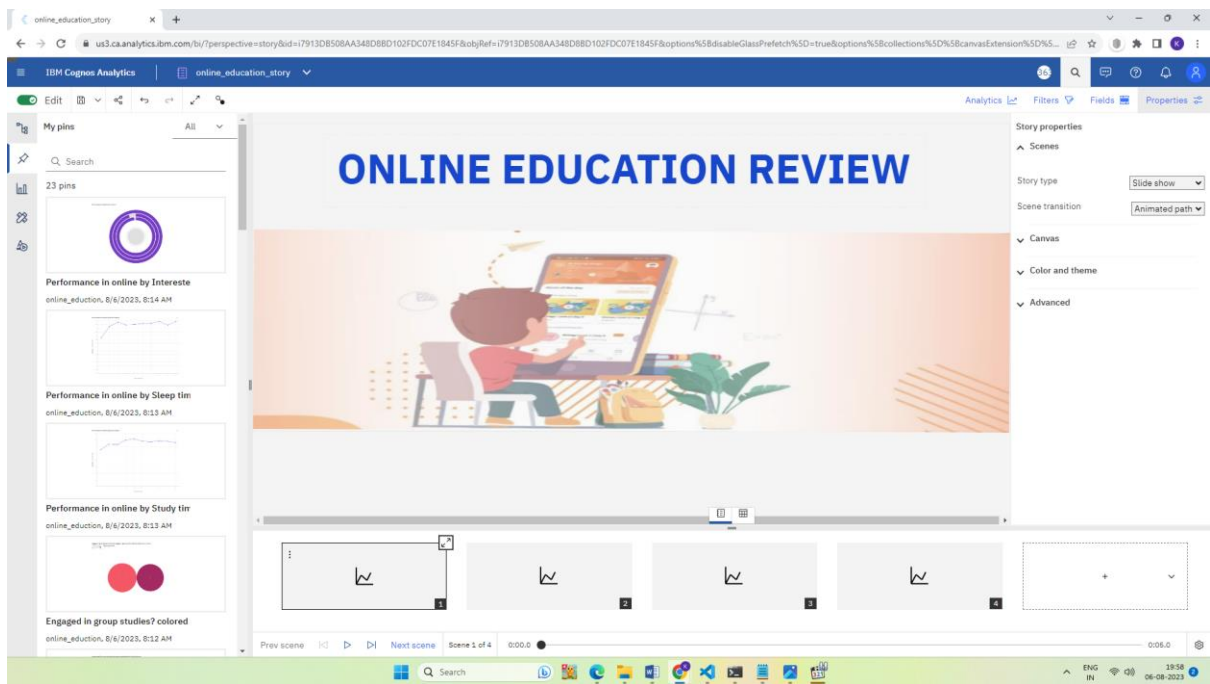 online_education_story
us3.ca.analytics.ibm.com/bi/?perspective=story&id=i7913DB508AA348D8BD102FDC07E1845F&objRef=i7913DB508AA348D8BD102FDC07E1845F&options%5BdisableGlassPrefetch%5D=true&options%5Bcollections%5D%5BcanvasExtension%5D%5...
K
IBM Cognos Analytics
online_education_story
36
Edit
Analytics
Filters
Fields
Properties
My pins
All
Search
23 pins
Performance in online by Intereste
online_eduction, 8/6/2023, 8:14 AM
Performance in online by Sleep tim
online_eduction, 8/6/2023, 8:13 AM
Performance in online by Study tim
online_eduction, 8/6/2023, 8:13 AM
Engaged in group studies? colored
online_eduction, 8/6/2023, 8:12 AM
ONLINE EDUCATION REVIEW
Story properties
Scenes
Story type
Slide show
Scene transition
Animated path
Canvas
Color and theme
Advanced
1
2
3
4
+
Prev scene
Next scene
Scene 1 of 4
0:00.0
0:06.0
Search
ENG
IN
19:58
06-08-2023
2